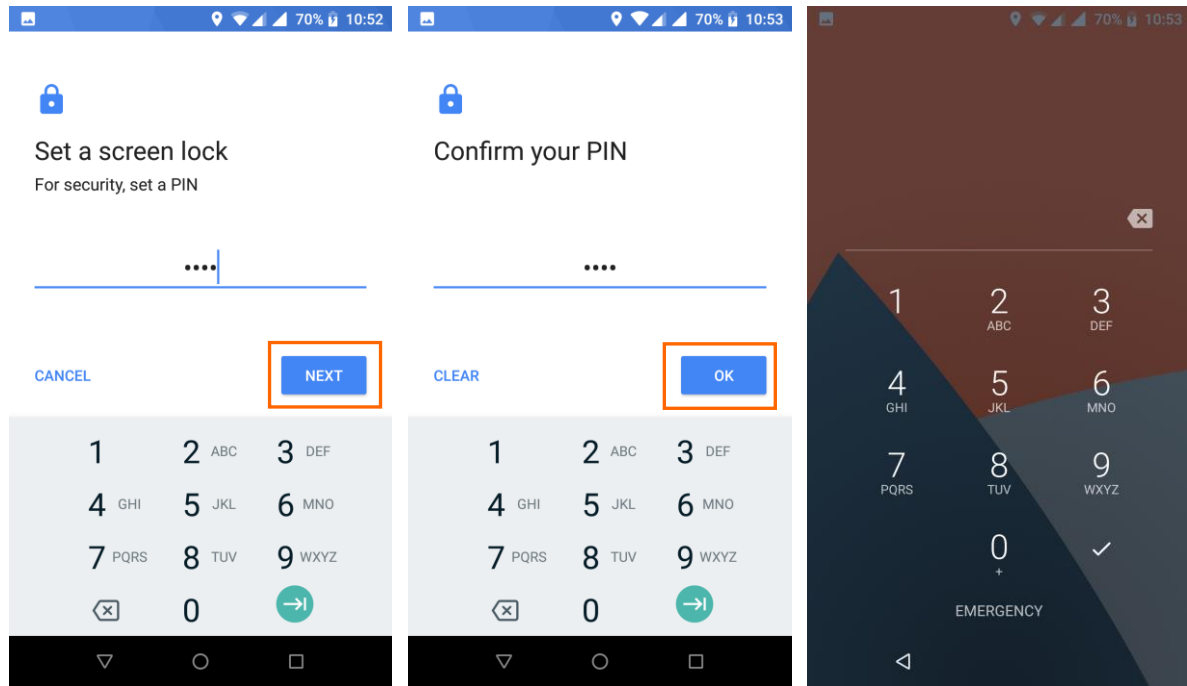 70% 10:52
Set a screen lock
For security, set a PIN
••••
CANCEL NEXT
1 2 ABC 3 DEF
4 GHI 5 JKL 6 MNO
7 PQRS 8 TUV 9 WXYZ
0
70% 10:53
Confirm your PIN
••••
CLEAR OK
1 2 ABC 3 DEF
4 GHI 5 JKL 6 MNO
7 PQRS 8 TUV 9 WXYZ
0
70% 10:53
1 2 3
ABC DEF
4 5 6
GHI JKL MNO
7 8 9
PQRS TUV WXYZ
0
+
EMERGENCY